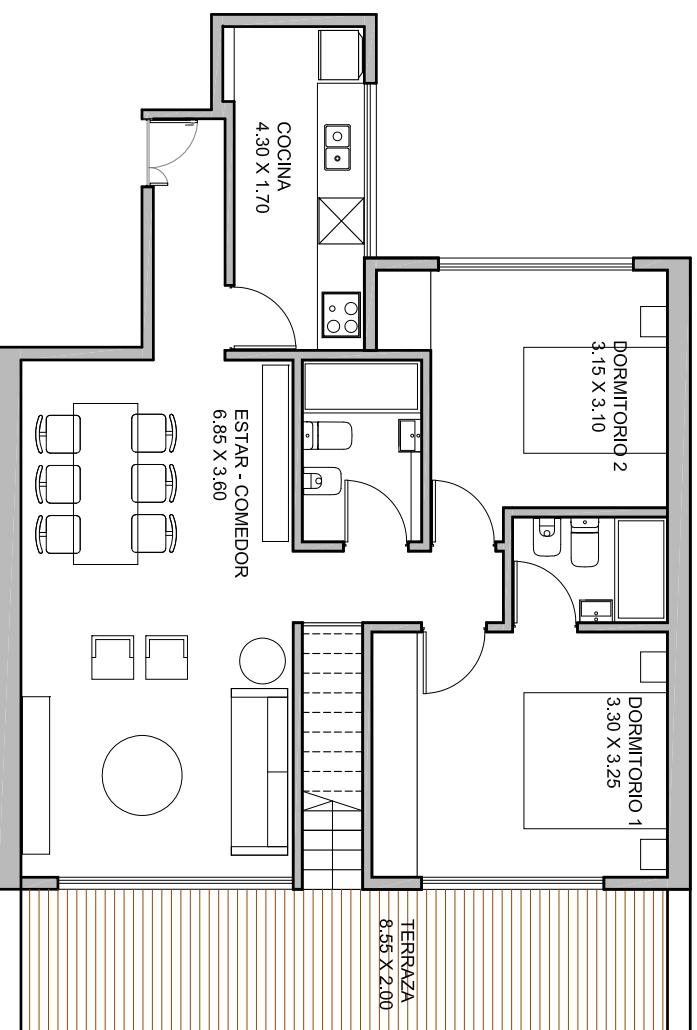 COCINA
4.30 X 1.70
DORMITORIO 2
3.15 X 3.10
ESTAR - COMEDOR
6.85 X 3.60
DORMITORIO 1
3.30 X 3.25
TERRAZA
8.55 X 2.00